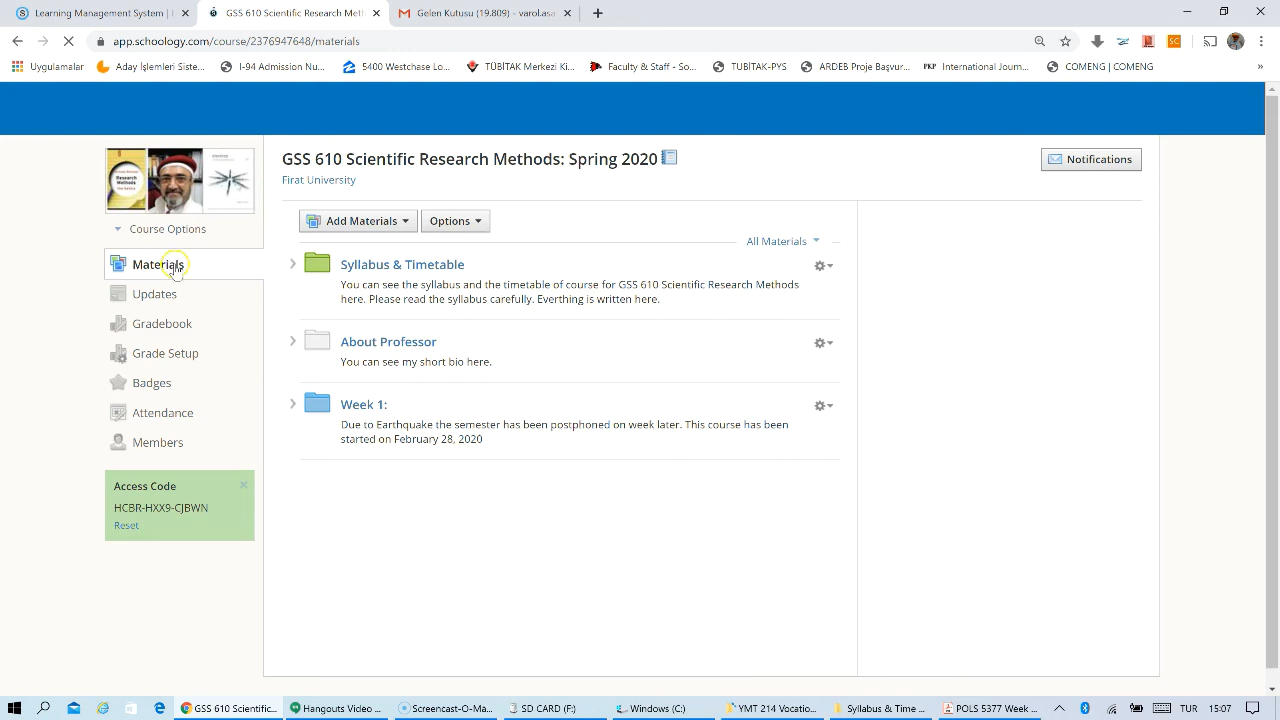 Learning Management System | L
GSS 610 Scientific Research Meth
Gelen Kutusu (19.809) - varolasaf
app.schoology.com/course/2376947648/materials
Uygulamalar
Aday İşlemleri Siste...
I-94 Admission Nu...
5400 Westchase L...
TÜBİTAK Merkezi K...
Faculty & Staff - So...
TUBİTAK-PYS
ARDEB Proje Başvur...
PKP International Journ...
COMENG | COMENG
»
GSS 610 Scientific Research Methods: Spring 2020
Firat University
Notifications
Research Methods
Course Options
Materials
Updates
Gradebook
Grade Setup
Badges
Attendance
Members
Access Code
HCBR-HXX9-CJBWN
Reset
Add Materials
Options
All Materials
Syllabus & Timetable
You can see the syllabus and the timetable of course for GSS 610 Scientific Research Methods
here. Please read the syllabus carefully. Everthing is written here.
About Professor
You can see my short bio here.
Week 1:
Due to Earthquake the semester has been postphoned on week later. This course has been
started on February 28, 2020
GSS 610 Scientific...
Hangouts Video ...
Screencast-O-Ma...
SD CARD (F:)
Windows (C:)
YMT 214 Vocatio...
Syllabus & Time ...
POLS 5377 Week ...
TUR
15:07